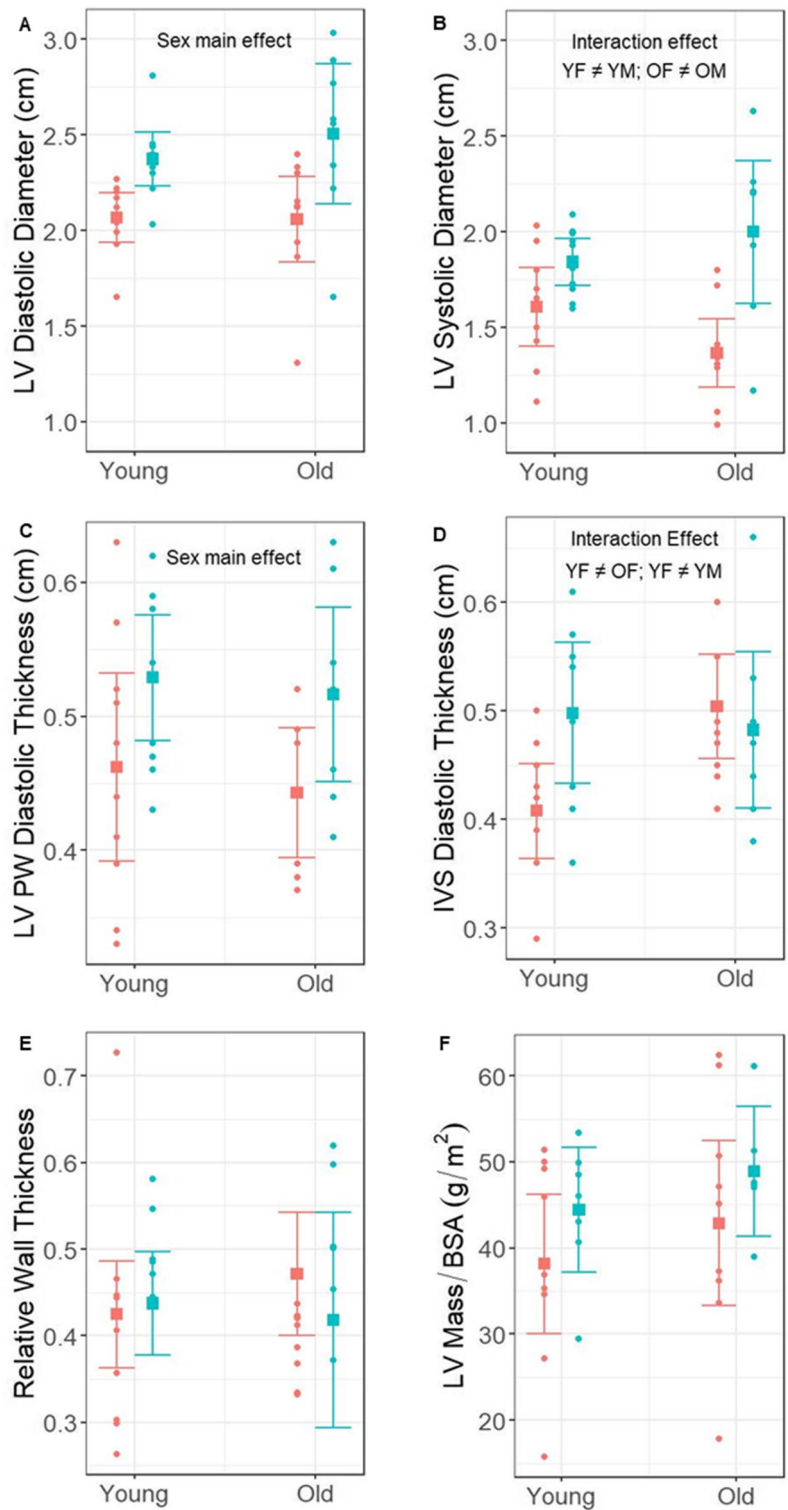 A
Sex main effect
LV Diastolic Diameter (cm)
3.0
2.5
2.0
1.5
1.0
Young
Old
B
Interaction effect
YF ≠ YM; OF ≠ OM
LV Systolic Diameter (cm)
3.0
2.5
2.0
1.5
1.0
Young
Old
C
Sex main effect
LV PW Diastolic Thickness (cm)
0.6
0.5
0.4
Young
Old
D
Interaction Effect
YF ≠ OF; YF ≠ YM
IVS Diastolic Thickness (cm)
0.6
0.5
0.4
0.3
Young
Old
E
Relative Wall Thickness
0.7
0.6
0.5
0.4
0.3
Young
Old
F
LV Mass/BSA (g/m²)
60
50
40
30
20
Young
Old